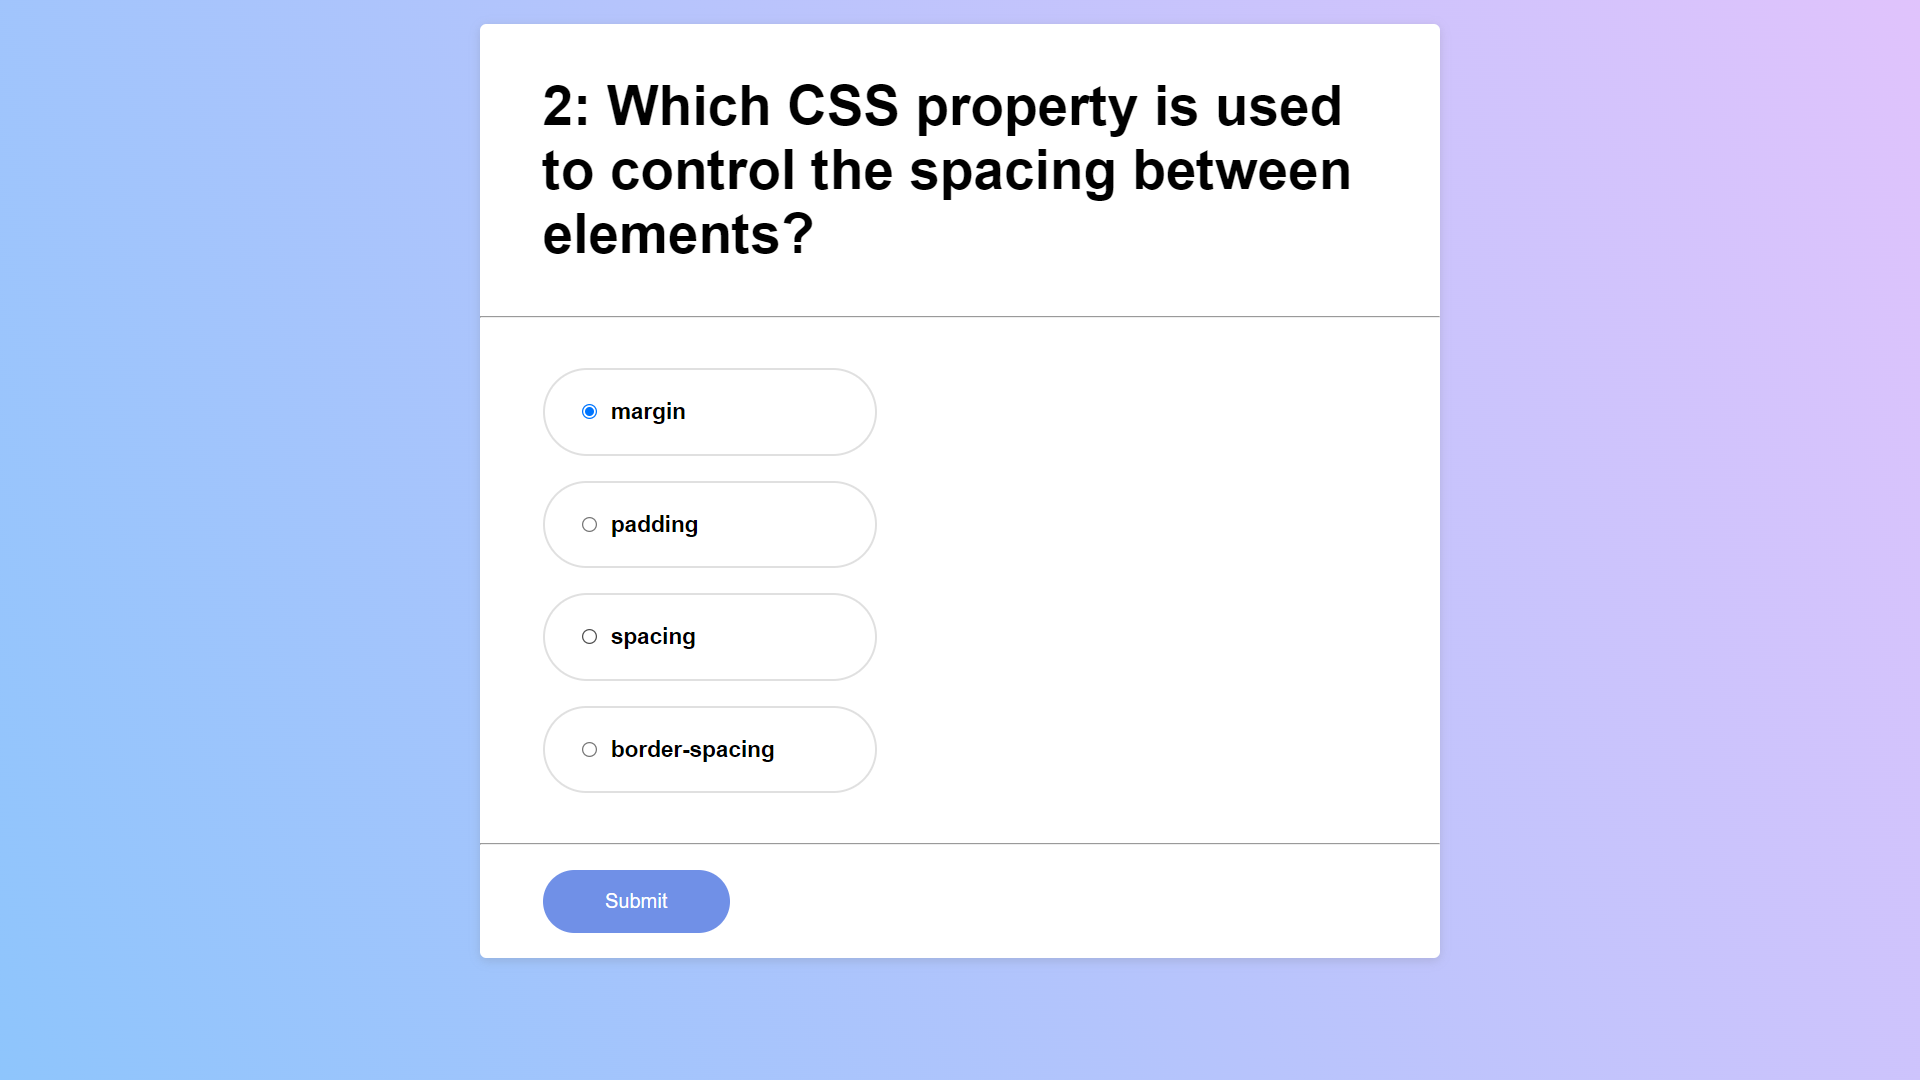 2: Which CSS property is used
to control the spacing between
elements?
margin
padding
spacing
border-spacing
Submit